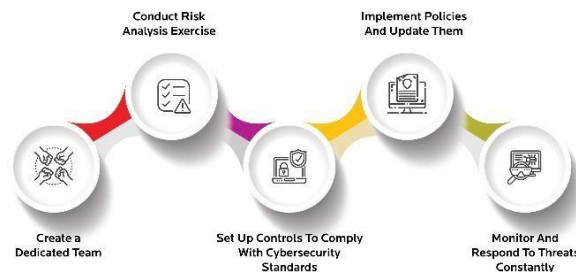 Conduct Risk
Analysis Exercise
Implement Policies
And Update Them
Create a
Dedicated Team
Set Up Controls To Comply
With Cybersecurity
Standards
Monitor And
Respond To Threats
Constantly